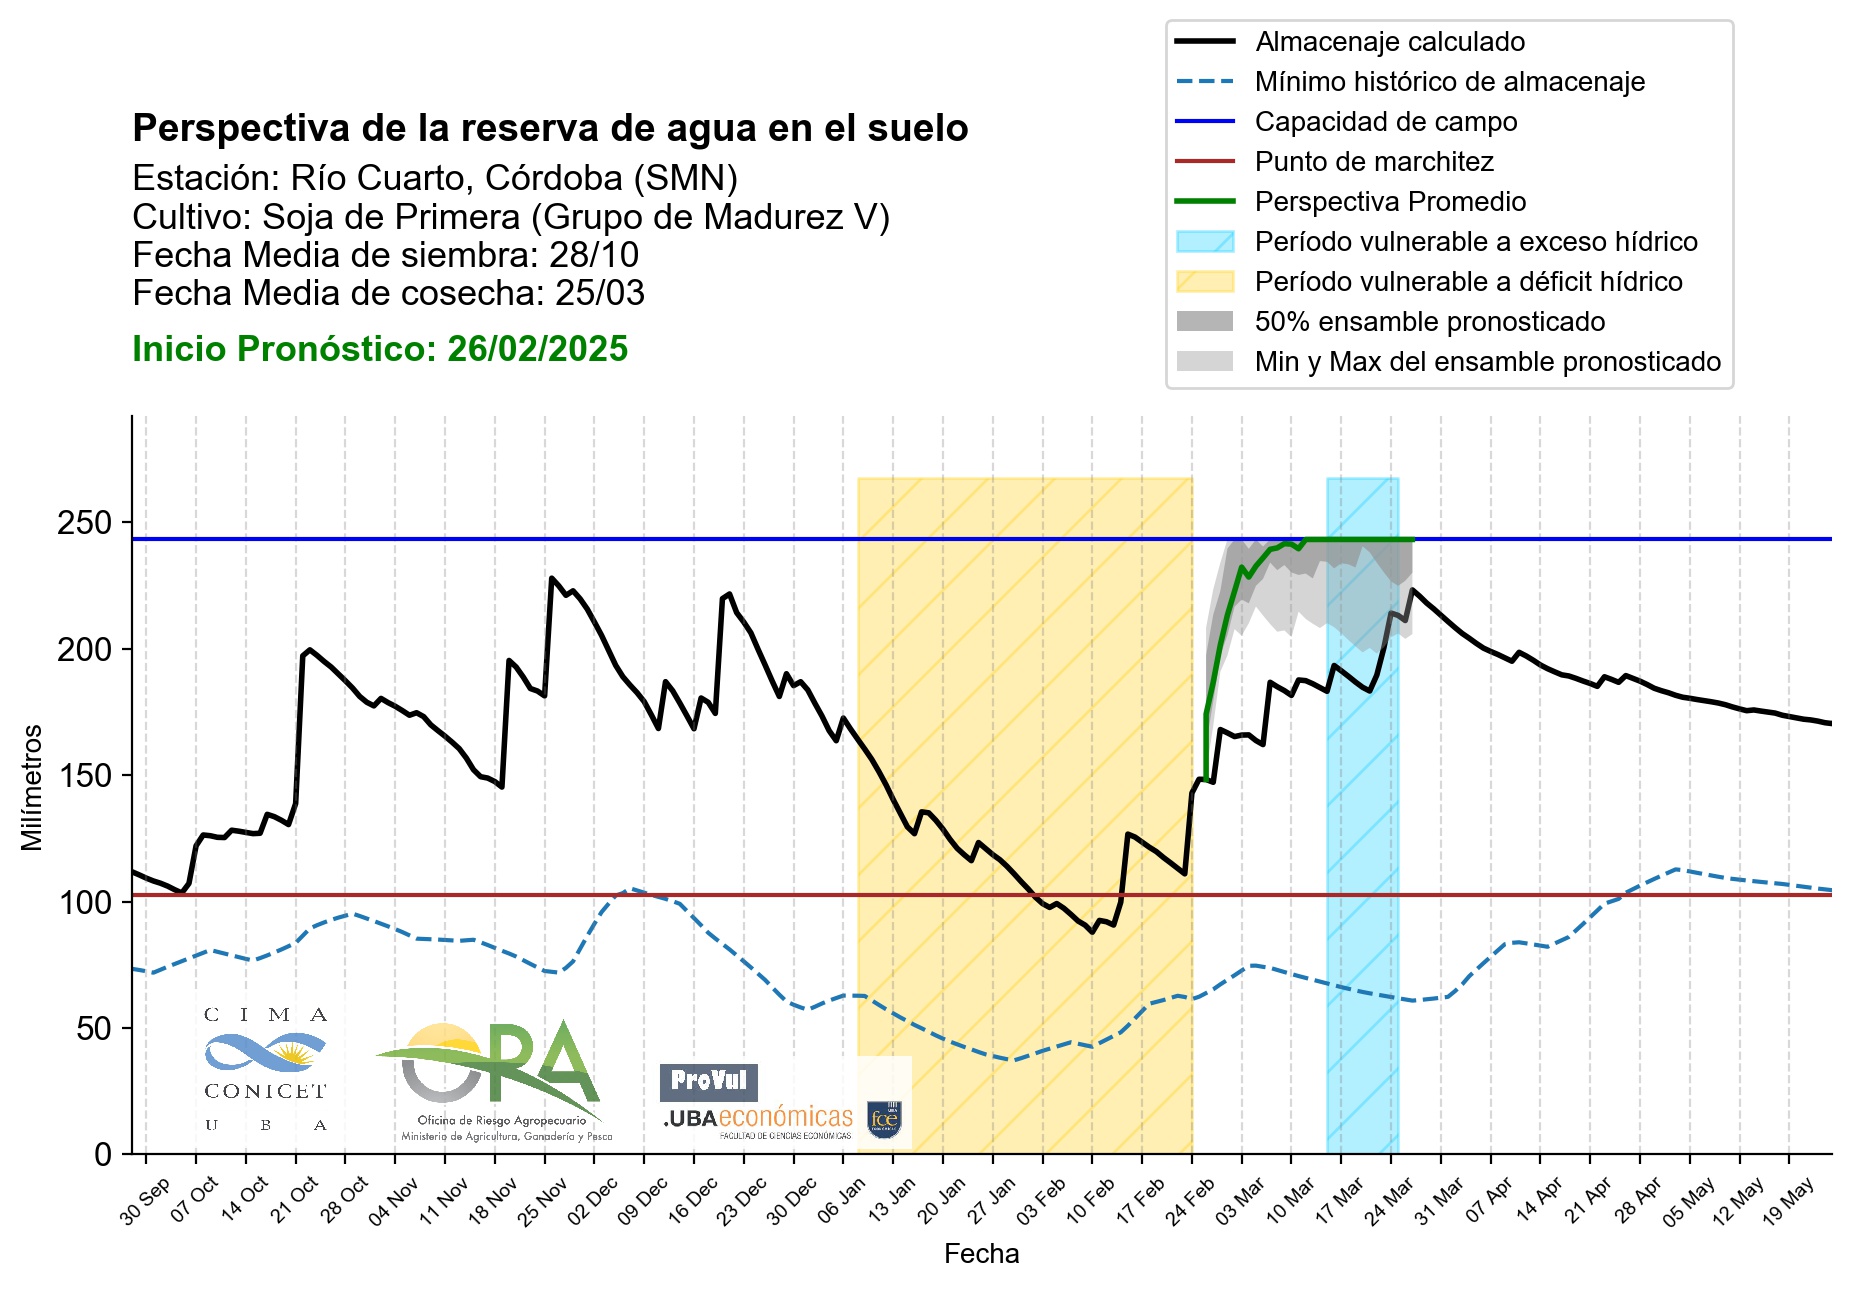 Almacenaje calculado
Mínimo histórico de almacenaje
Capacidad de campo
Punto de marchitez
Perspectiva Promedio
Período vulnerable a exceso hídrico
Período vulnerable a déficit hídrico
50% ensamble pronosticado
Min y Max del ensamble pronosticado
Perspectiva de la reserva de agua en el suelo
Estación: Río Cuarto, Córdoba (SMN)
Cultivo: Soja de Primera (Grupo de Madurez V)
Fecha Media de siembra: 28/10
Fecha Media de cosecha: 25/03
Inicio Pronóstico: 26/02/2025
Milímetros
250
200
150
100
50
0
CIMA
CONICET
UBA
ORA
Oficina de Riesgo Agropecuario
Ministerio de Agricultura, Ganadería y Pesca
ProVul
.UBAeconómicas
FACULTAD DE CIENCIAS ECONÓMICAS
fce
30 Sep
07 Oct
14 Oct
21 Oct
28 Oct
04 Nov
11 Nov
18 Nov
25 Nov
02 Dec
09 Dec
16 Dec
23 Dec
30 Dec
06 Jan
13 Jan
20 Jan
27 Jan
03 Feb
10 Feb
17 Feb
24 Feb
03 Mar
10 Mar
17 Mar
24 Mar
31 Mar
07 Apr
14 Apr
21 Apr
28 Apr
05 May
12 May
19 May
Fecha